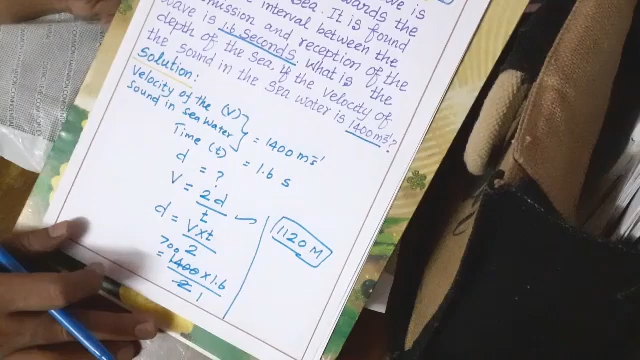 wards the
sea. It is found
interval between the
mission and reception of the
wave is 1.6 seconds. What is the
depth of the Sea. if the velocity of
the sound in the Sea water is 1400 ms⁻¹?
Solution:
Velocity of the (V)
Sound in sea water } = 1400 ms⁻¹
Time (t) = 1.6 s
d = ?
V = 2d/t
d = V×t/2
= 700 1400 × 1.6 / 2 1
1120 M